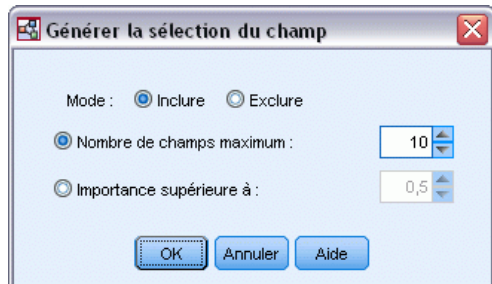 Générer la sélection du champ
Mode : Inclure Exclure
Nombre de champs maximum : 10
Importance supérieure à : 0,5
OK Annuler Aide